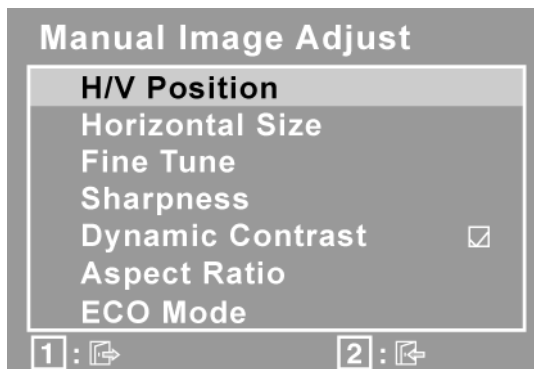 Manual Image Adjust
H/V Position
Horizontal Size
Fine Tune
Sharpness
Dynamic Contrast
Aspect Ratio
ECO Mode
1: 2: